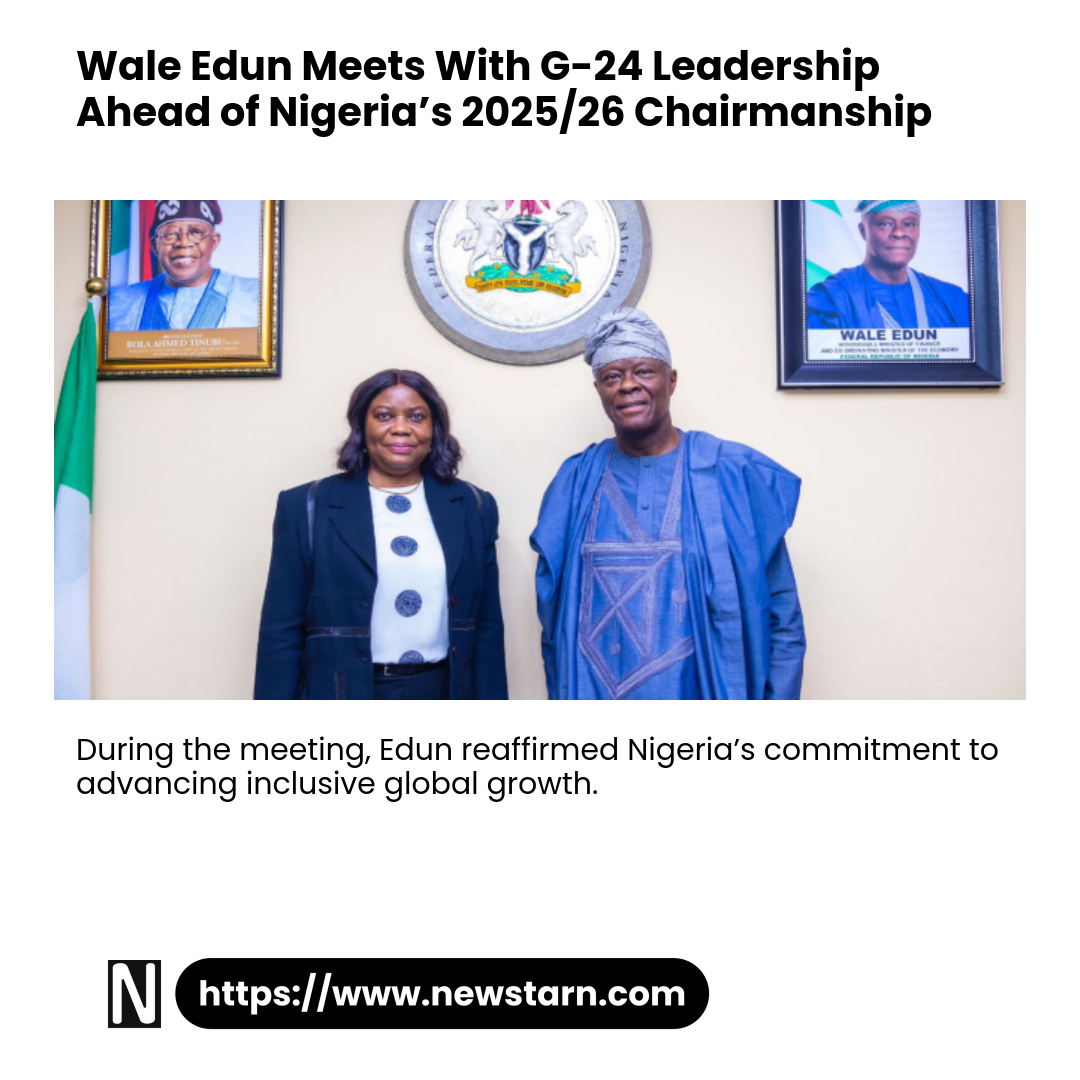 Wale Edun Meets With G-24 Leadership
Ahead of Nigeria’s 2025/26 Chairmanship
FEDERAL
NIGERIA
BOLA AHMED TINUBU
WALE EDUN
HONOURABLE MINISTER OF FINANCE
AND CO-ORDINATING MINISTER OF THE ECONOMY
FEDERAL REPUBLIC OF NIGERIA
During the meeting, Edun reaffirmed Nigeria’s commitment to
advancing inclusive global growth.
N
https://www.newstarn.com